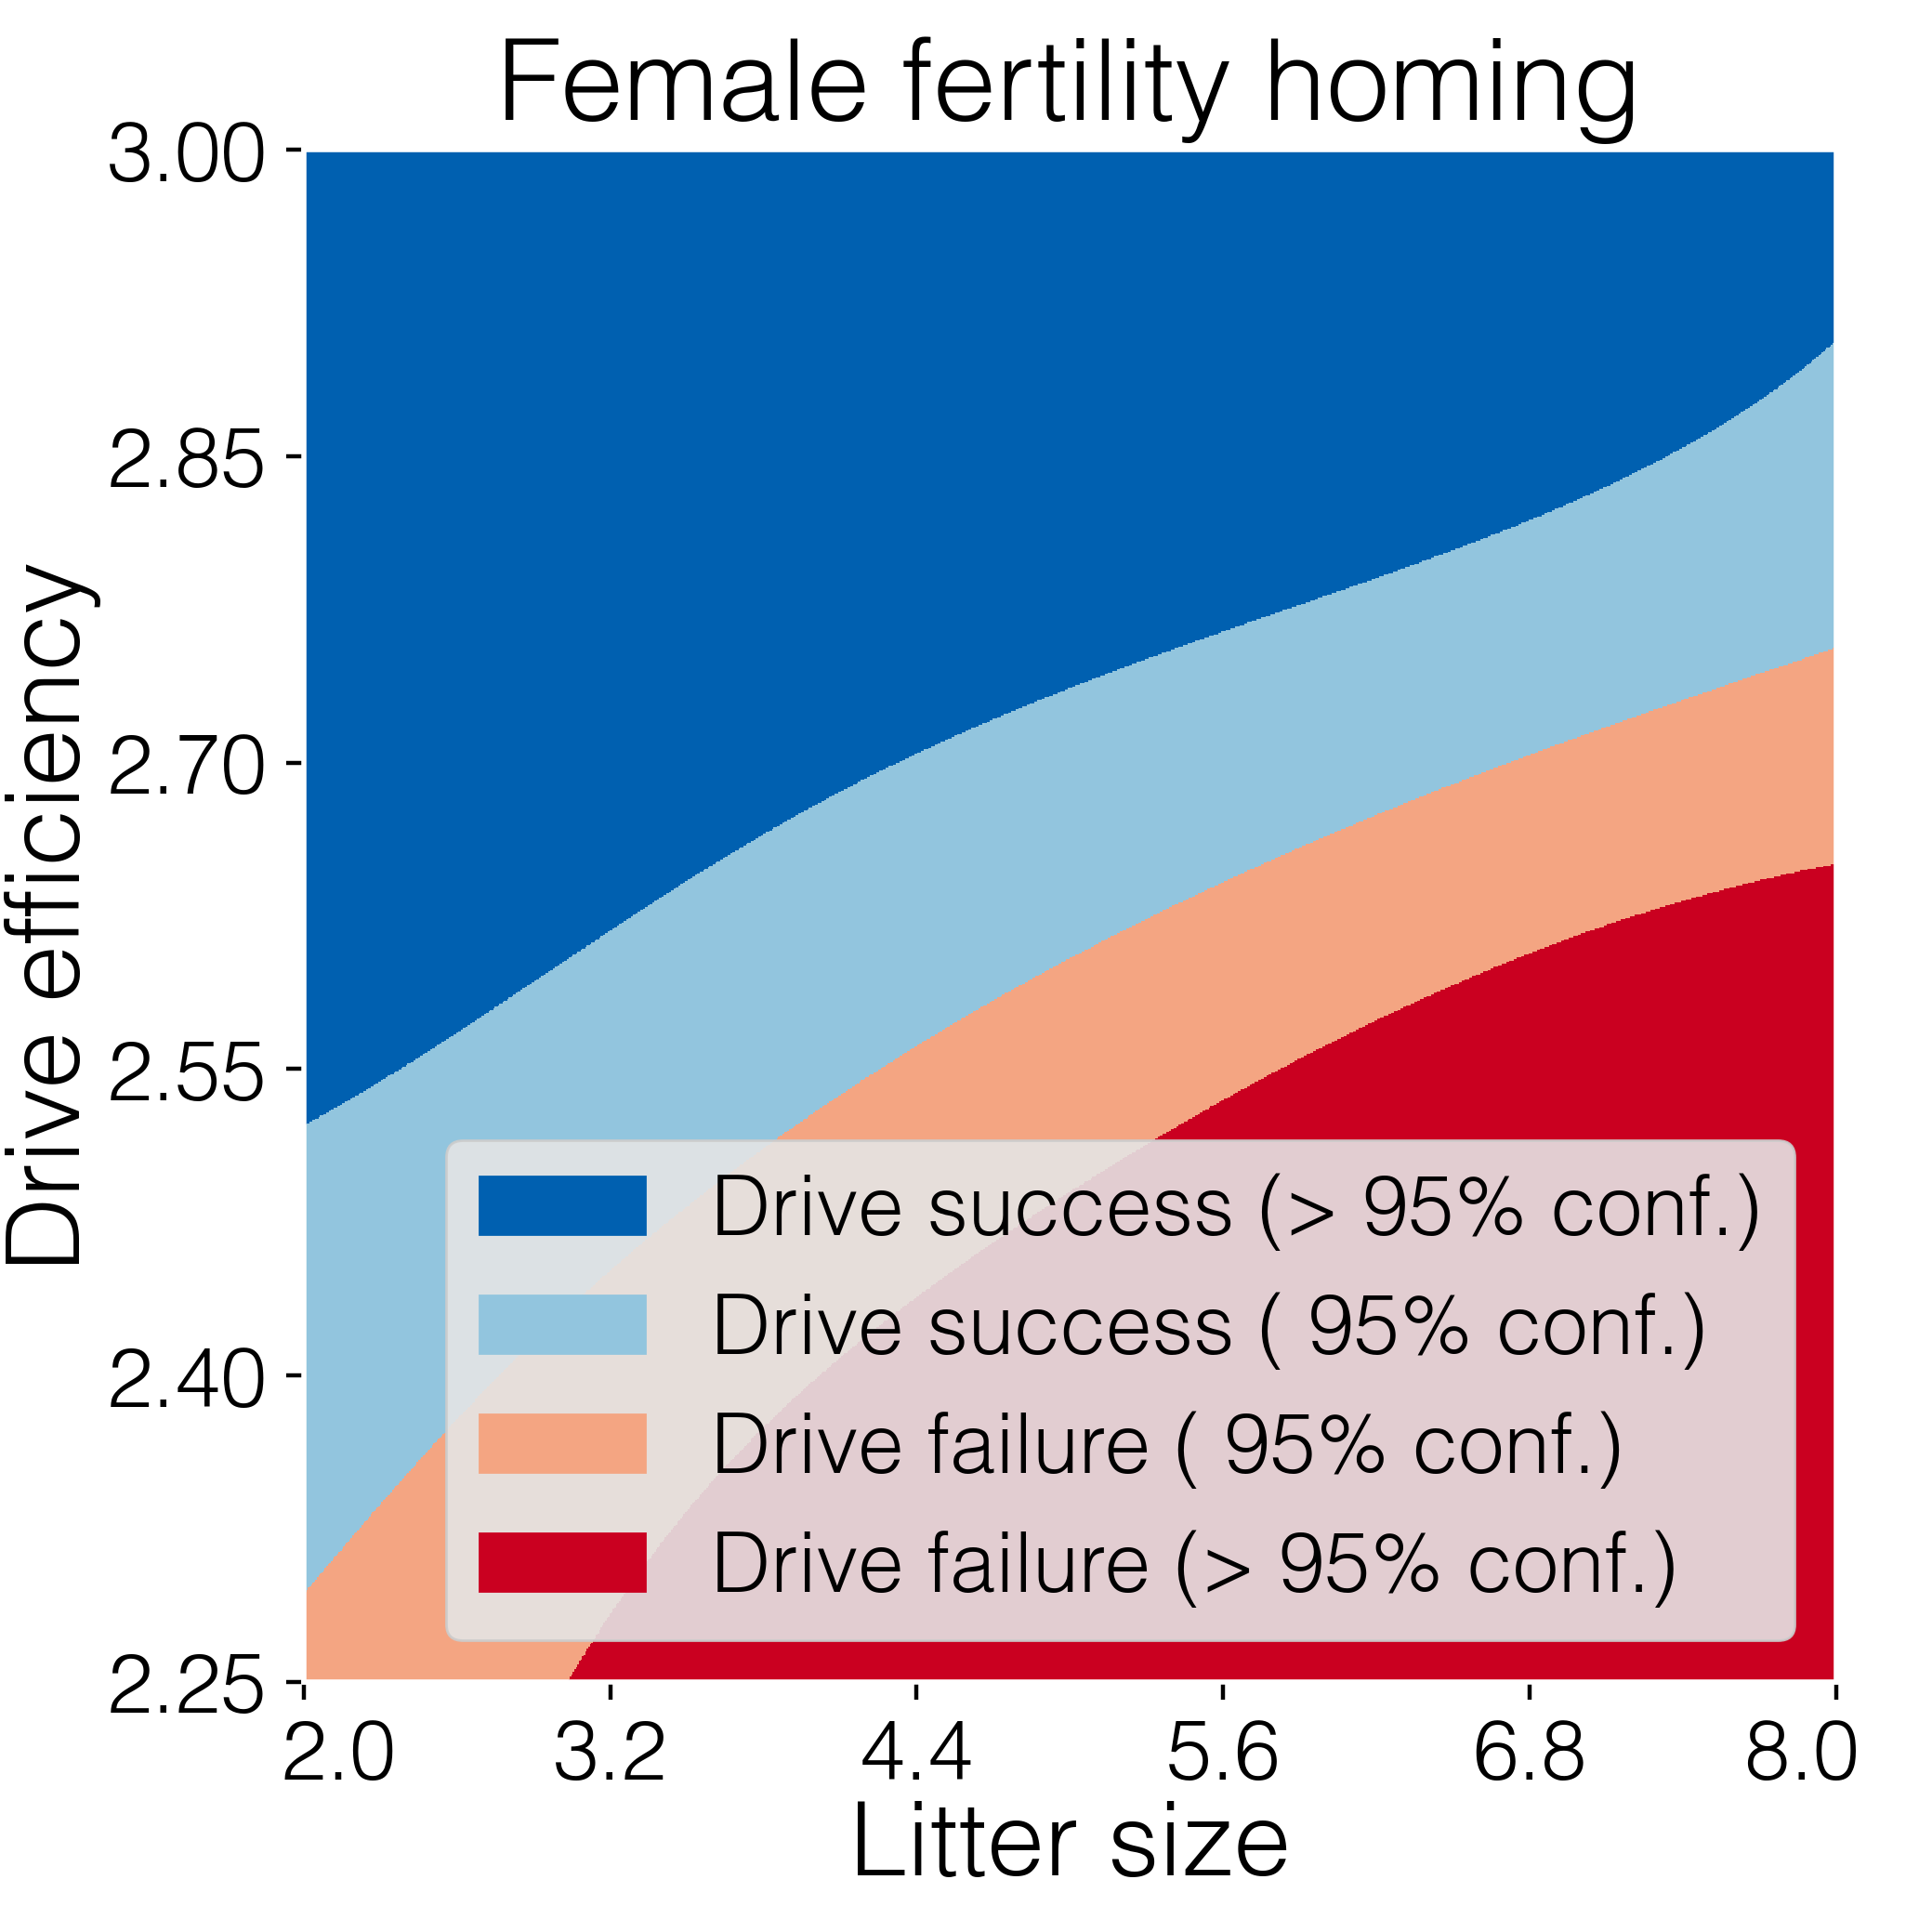 Female fertility homing
3.00
2.85
2.70
2.55
2.40
2.25
Drive efficiency
Drive success (> 95% conf.)
Drive success ( 95% conf.)
Drive failure ( 95% conf.)
Drive failure (> 95% conf.)
2.0 3.2 4.4 5.6 6.8 8.0
Litter size